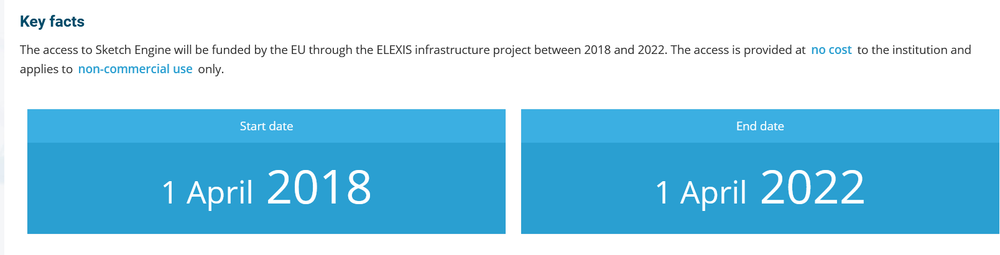 Key facts
The access to Sketch Engine will be funded by the EU through the ELEXIS infrastructure project between 2018 and 2022. The access is provided at no cost to the institution and
applies to non-commercial use only.
Start date
1 April 2018
End date
1 April 2022